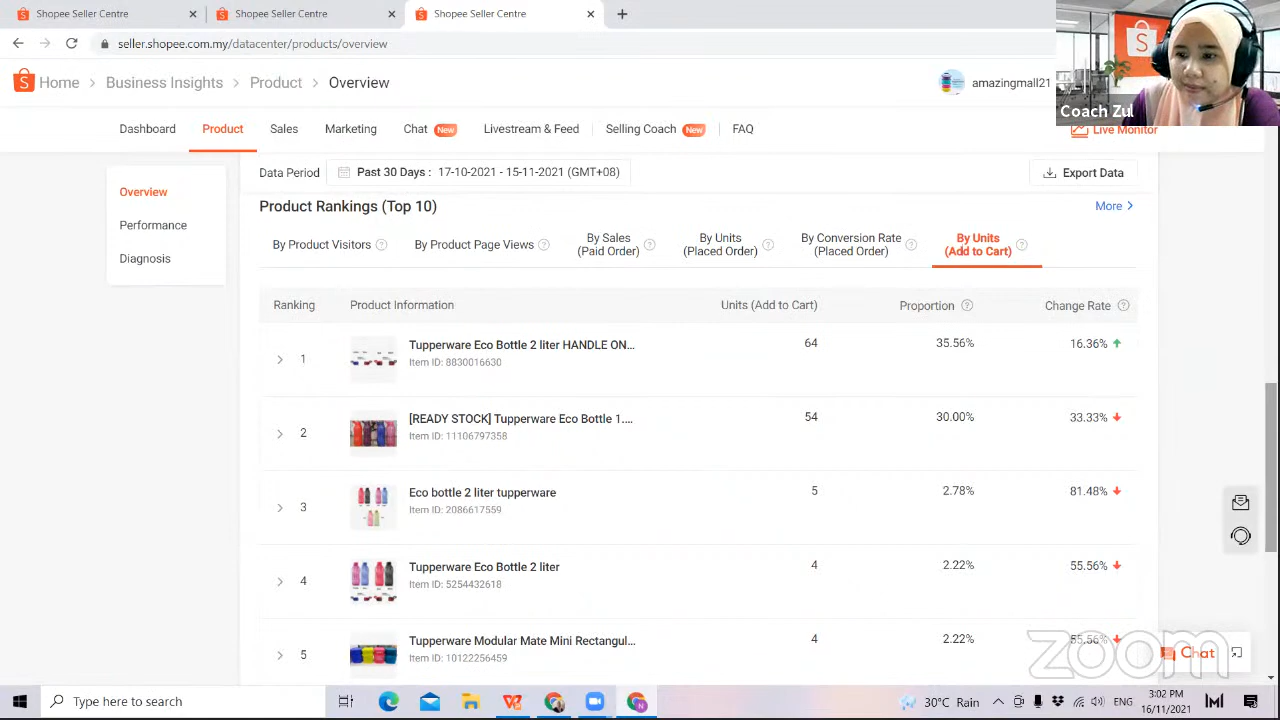 Shopee Seller Centre
Shopee Seller Centre
Shopee Seller Centre
seller.shopee.com.my/datacenter/products/overview
Home > Business Insights > Product > Overview
amazingmall21
Coach Zul
Dashboard Product Sales Marketing Chat New Livestream & Feed Selling Coach New FAQ
Live Monitor
Overview
Performance
Diagnosis
Data Period Past 30 Days : 17-10-2021 - 15-11-2021 (GMT+08)
Export Data
Product Rankings (Top 10)
More >
By Product Visitors
By Product Page Views
By Sales
(Paid Order)
By Units
(Placed Order)
By Conversion Rate
(Placed Order)
By Units
(Add to Cart)
Ranking Product Information Units (Add to Cart) Proportion Change Rate
1 Tupperware Eco Bottle 2 liter HANDLE ON... 64 35.56% 16.36%
Item ID: 8830016630
2 [READY STOCK] Tupperware Eco Bottle 1.... 54 30.00% 33.33%
Item ID: 11106797358
3 Eco bottle 2 liter tupperware 5 2.78% 81.48%
Item ID: 2086617559
4 Tupperware Eco Bottle 2 liter 4 2.22% 55.56%
Item ID: 5254432618
5 Tupperware Modular Mate Mini Rectangul... 4 2.22% 55.56%
Item ID: 10122256459
zoom
Chat
Type here to search
30°C Rain
ENG
3:02 PM
16/11/2021